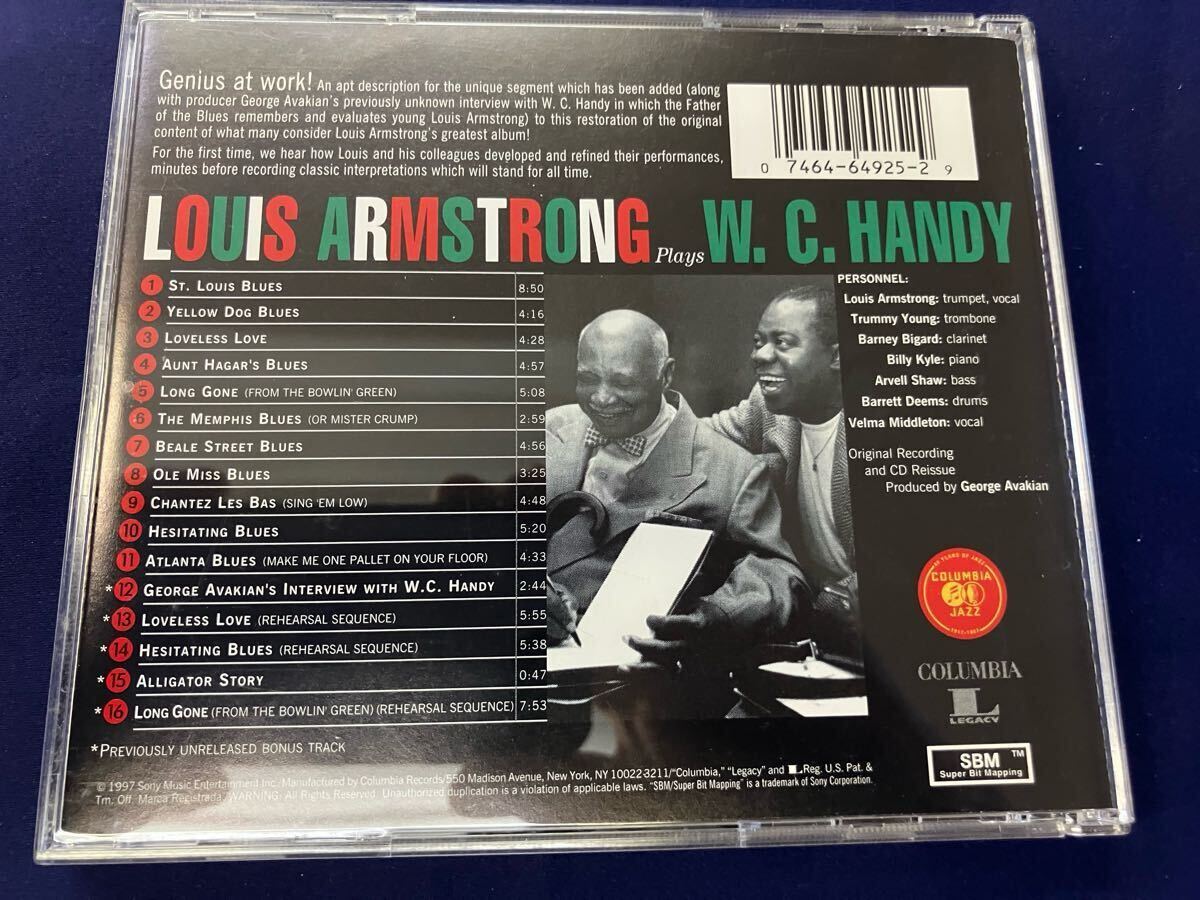 Genius at work! An apt description for the unique segment which has been added (along
with producer George Avakian's previously unknown interview with W. C. Handy in which the Father
of the Blues remembers and evaluates young Louis Armstrong) to this restoration of the original
content of what many consider Louis Armstrong's greatest album!
For the first time, we hear how Louis and his colleagues developed and refined their performances,
minutes before recording classic interpretations which will stand for all time.
0 7464-64925-2 9
LOUIS ARMSTRONG Plays W. C. HANDY
1 ST. LOUIS BLUES 8:50
2 YELLOW DOG BLUES 4:16
3 LOVELESS LOVE 4:28
4 AUNT HAGAR'S BLUES 4:57
5 LONG GONE (FROM THE BOWLIN' GREEN) 5:08
6 THE MEMPHIS BLUES (OR MISTER CRUMP) 2:59
7 BEALE STREET BLUES 4:56
8 OLE MISS BLUES 3:25
9 CHANTEZ LES BAS (SING 'EM LOW) 4:48
10 HESITATING BLUES 5:20
11 ATLANTA BLUES (MAKE ME ONE PALLET ON YOUR FLOOR) 4:33
*12 GEORGE AVAKIAN'S INTERVIEW WITH W.C. HANDY 2:44
*13 LOVELESS LOVE (REHEARSAL SEQUENCE) 5:55
*14 HESITATING BLUES (REHEARSAL SEQUENCE) 5:38
*15 ALLIGATOR STORY 0:47
*16 LONG GONE (FROM THE BOWLIN' GREEN) (REHEARSAL SEQUENCE) 7:53
*PREVIOUSLY UNRELEASED BONUS TRACK
PERSONNEL:
Louis Armstrong: trumpet, vocal
Trummy Young: trombone
Barney Bigard: clarinet
Billy Kyle: piano
Arvell Shaw: bass
Barrett Deems: drums
Velma Middleton: vocal
Original Recording
and CD Reissue
Produced by George Avakian
80 YEARS OF JAZZ
COLUMBIA
JAZZ
1917-1997
COLUMBIA
L
LEGACY
SBM™
Super Bit Mapping
© 1997 Sony Music Entertainment Inc./Manufactured by Columbia Records/550 Madison Avenue, New York, NY 10022-3211/"Columbia," "Legacy" and L Reg. U.S. Pat. &
Tm. Off. Marca Registrada./WARNING: All Rights Reserved. Unauthorized duplication is a violation of applicable laws. "SBM/Super Bit Mapping" is a trademark of Sony Corporation.